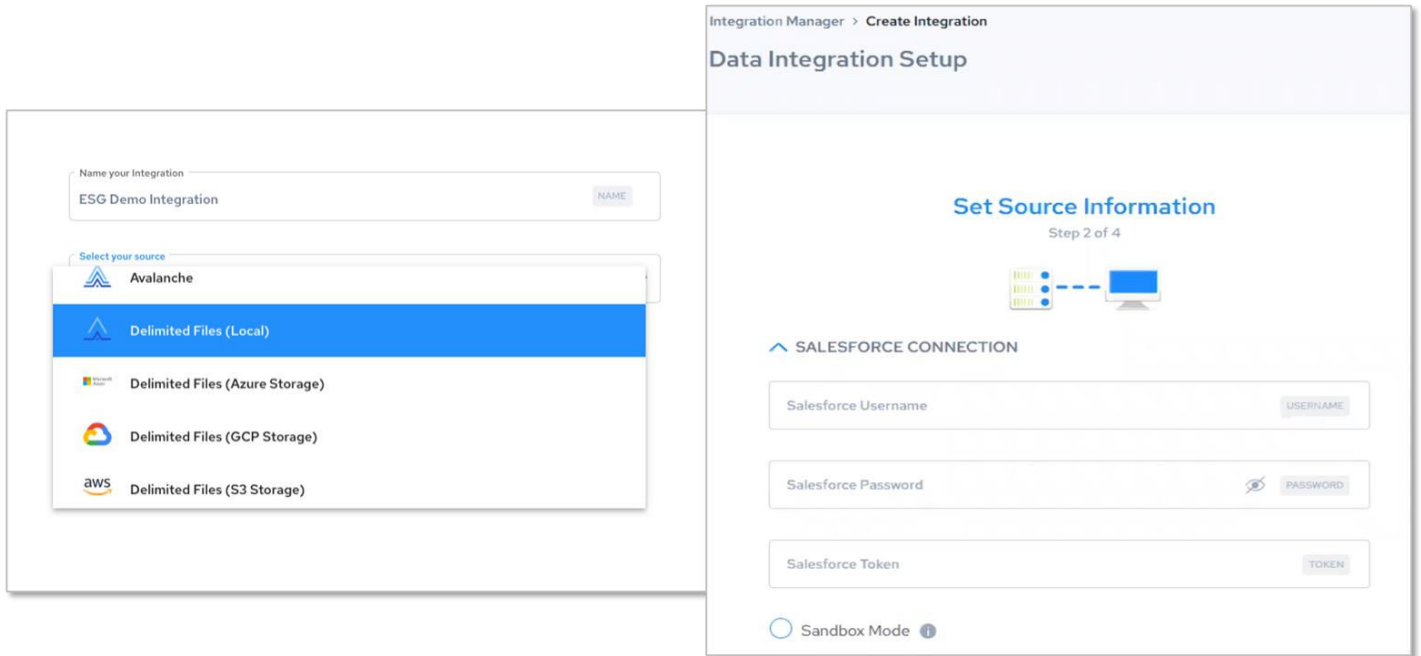 Name your Integration
ESG Demo Integration
NAME
Select your source
Avalanche
Delimited Files (Local)
Microsoft
Azure
Delimited Files (Azure Storage)
Delimited Files (GCP Storage)
aws
Delimited Files (S3 Storage)
Integration Manager > Create Integration
Data Integration Setup
Set Source Information
Step 2 of 4
SALESFORCE CONNECTION
Salesforce Username
USERNAME
Salesforce Password
PASSWORD
Salesforce Token
TOKEN
Sandbox Mode i